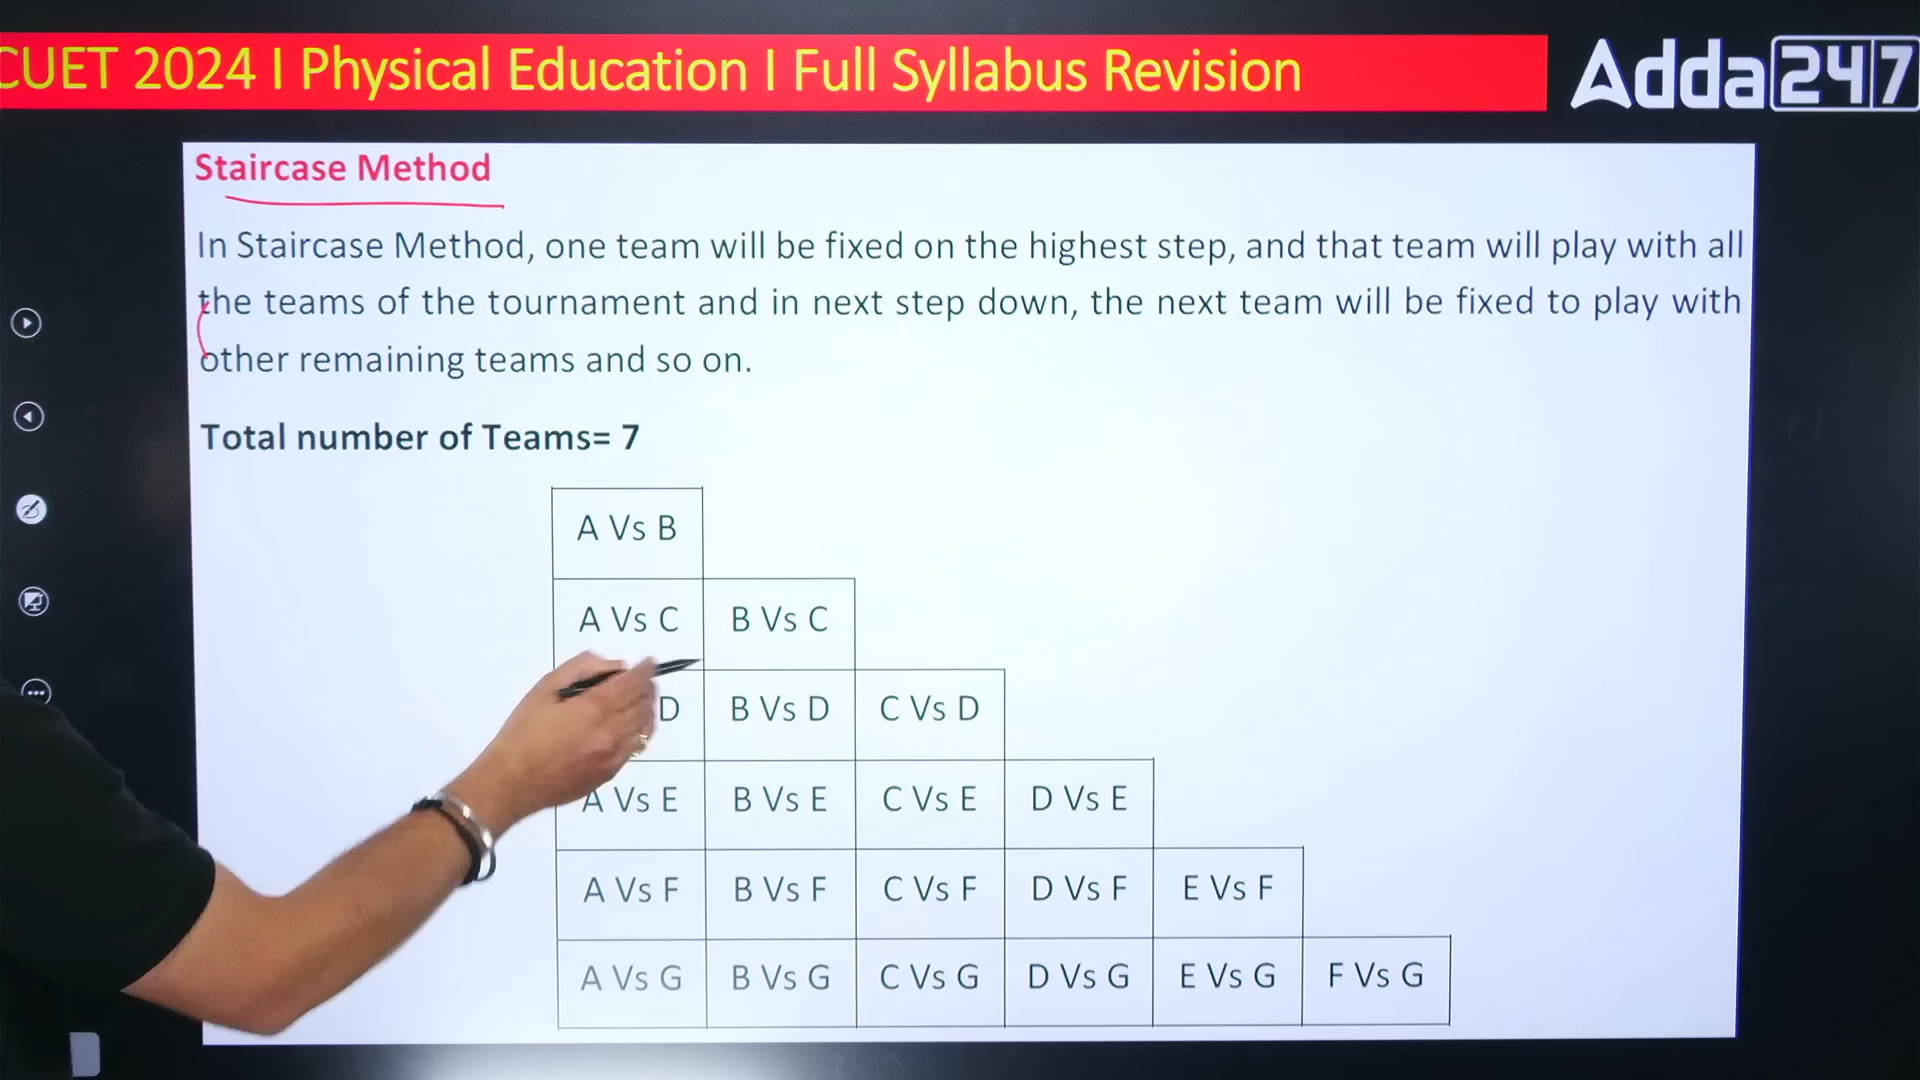 CUET 2024 I Physical Education I Full Syllabus Revision
Adda247
Staircase Method
In Staircase Method, one team will be fixed on the highest step, and that team will play with all
the teams of the tournament and in next step down, the next team will be fixed to play with
other remaining teams and so on.
Total number of Teams= 7
A Vs B
A Vs C B Vs C
D B Vs D C Vs D
A Vs E B Vs E C Vs E D Vs E
A Vs F B Vs F C Vs F D Vs F E Vs F
A Vs G B Vs G C Vs G D Vs G E Vs G F Vs G